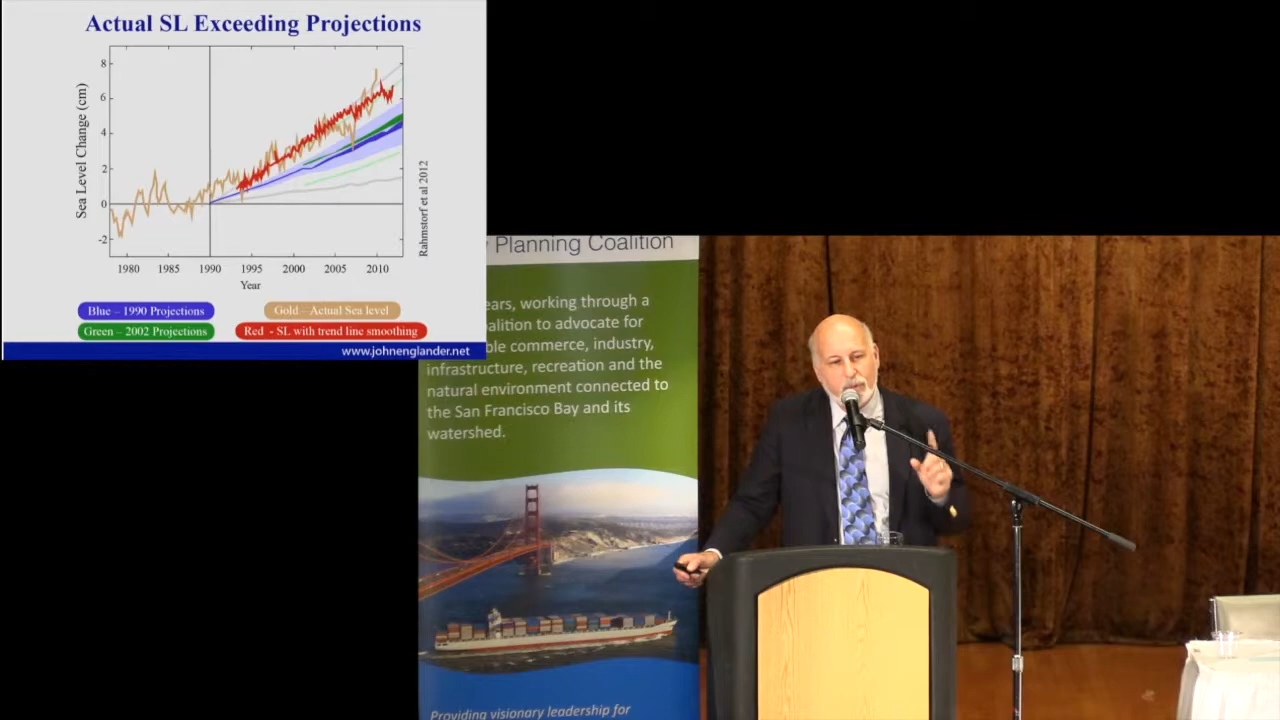 Actual SL Exceeding Projections
8
6
4
2
0
-2
Sea Level Change (cm)
1980 1985 1990 1995 2000 2005 2010
Year
Rahmstorf et al 2012
Blue – 1990 Projections
Gold – Actual Sea level
Green – 2002 Projections
Red - SL with trend line smoothing
www.johnenglander.net
Planning Coalition
ears, working through a
alition to advocate for
ble commerce, industry,
infrastructure, recreation and the
natural environment connected to
the San Francisco Bay and its
watershed.
Providing visionary leadership for